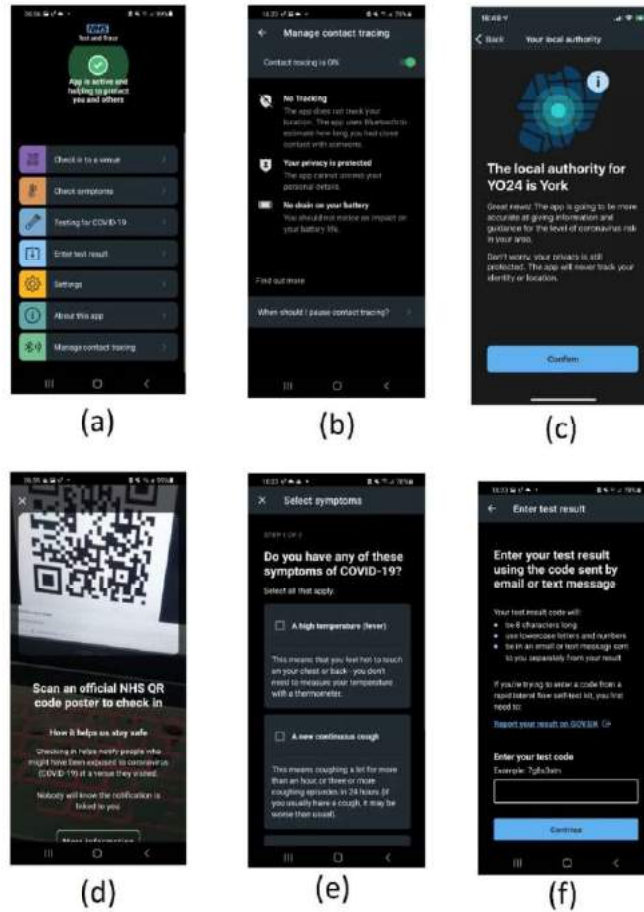 NHS
Test and Trace
App is active and
helping to protect
you and others
Check in to a venue
Check symptoms
Testing for COVID-19
Enter test result
Settings
About this app
Manage contact tracing
(a)
Manage contact tracing
Contact tracing is ON
No Tracking
The app does not track your
location. The app uses Bluetooth to
estimate how long you had close
contact with someone.
Your privacy is protected
The app cannot access your
personal details.
No drain on your battery
You should not notice an impact on
your battery life.
Find out more
When should I pause contact tracing?
(b)
Back Your local authority
The local authority for
YO24 is York
Great news! The app is going to be more
accurate at giving information and
guidance for the level of coronavirus risk
in your area.
Don't worry, your privacy is still
protected. The app will never track your
identity or location.
Confirm
(c)
Scan an official NHS QR
code poster to check in
How it helps us stay safe
Checking in helps notify people who
might have been exposed to coronavirus
(COVID-19) at a venue they visited.
Nobody will know the notification is
linked to you
More information
(d)
Select symptoms
STEP 1 OF 2
Do you have any of these
symptoms of COVID-19?
Select all that apply.
A high temperature (fever)
This means that you feel hot to touch
on your chest or back - you don't
need to measure your temperature
with a thermometer.
A new continuous cough
This means coughing a lot for more
than an hour, or three or more
coughing episodes in 24 hours (if
you usually have a cough, it may be
worse than usual).
(e)
Enter test result
Enter your test result
using the code sent by
email or text message
Your test result code will:
be 8 characters long
use lowercase letters and numbers
be in an email or text message sent
to you separately from your result
If you're trying to enter a code from a
rapid lateral flow self-test kit, you first
need to:
Report your result on GOV.UK
Enter your test code
Example:
Continue
(f)